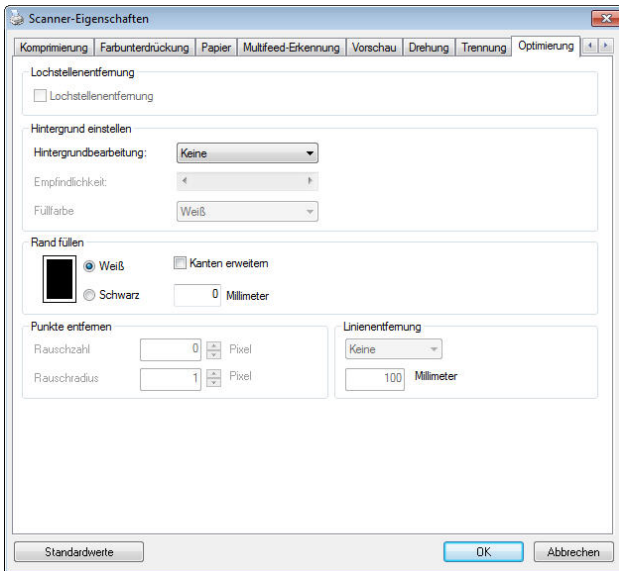 Scanner-Eigenschaften
Komprimierung Farbunterdrückung Papier Multifeed-Erkennung Vorschau Drehung Trennung Optimierung
Lochstellenentfernung
Lochstellenentfernung
Hintergrund einstellen
Hintergrundbearbeitung: Keine
Empfindlichkeit:
Füllfarbe Weiß
Rand füllen
Weiß Kanten erweitern
Schwarz 0 Millimeter
Punkte entfernen Linienentfernung
Rauschzahl 0 Pixel Keine
Rauschradius 1 Pixel 100 Millimeter
Standardwerte OK Abbrechen